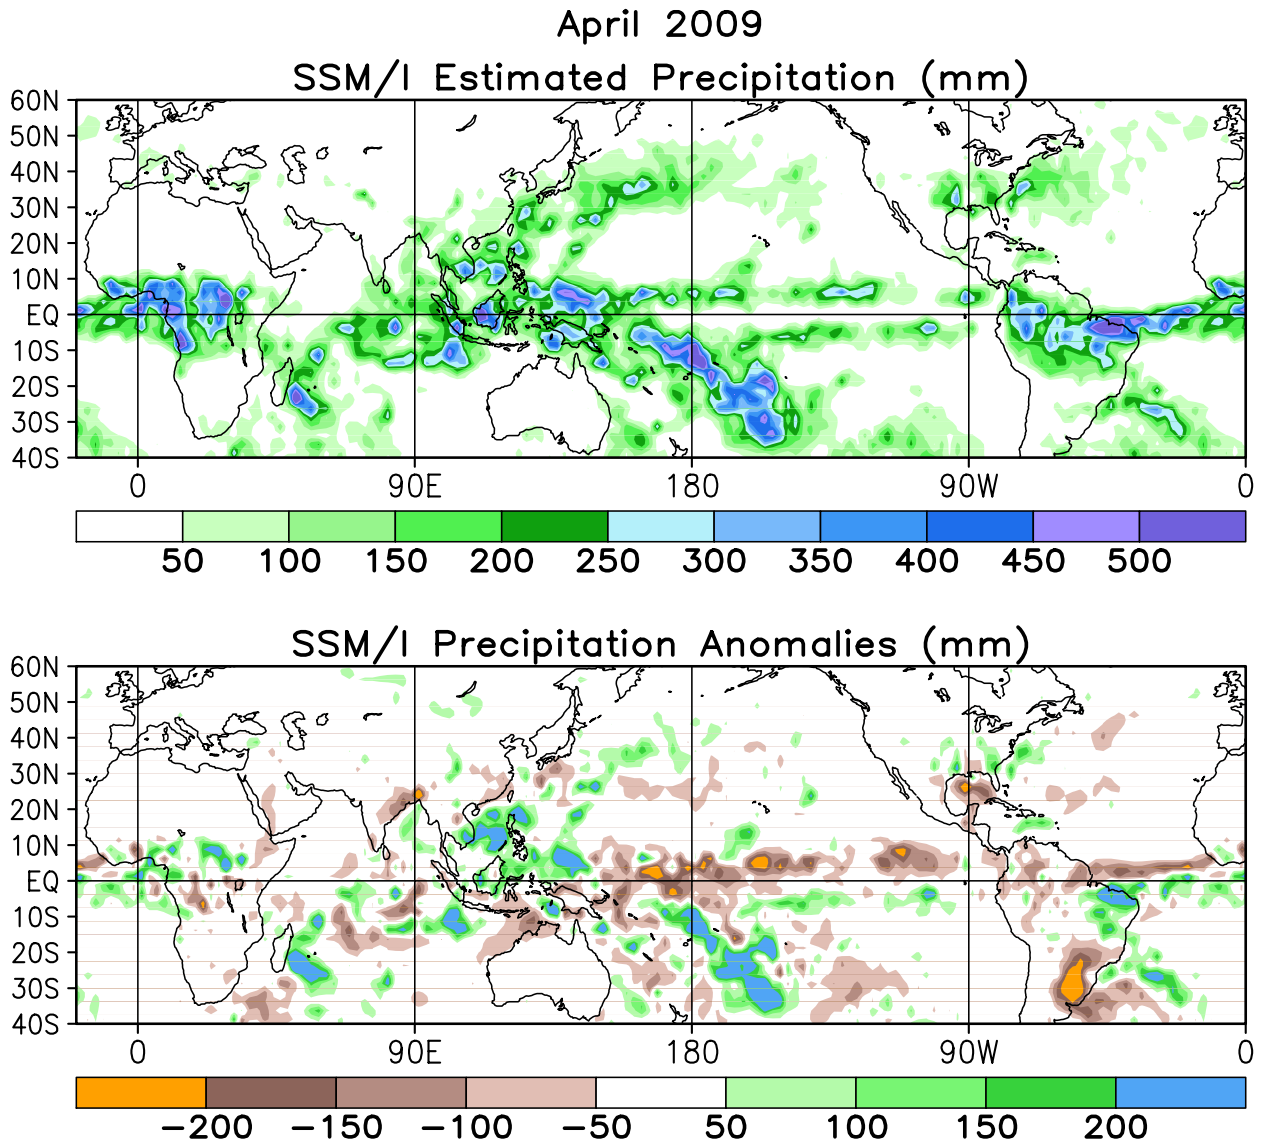 April 2009
SSM/I Estimated Precipitation (mm)
60N
50N
40N
30N
20N
10N
EQ
10S
20S
30S
40S
0 90E 180 90W 0
50 100 150 200 250 300 350 400 450 500
SSM/I Precipitation Anomalies (mm)
60N
50N
40N
30N
20N
10N
EQ
10S
20S
30S
40S
0 90E 180 90W 0
−200 −150 −100 −50 50 100 150 200